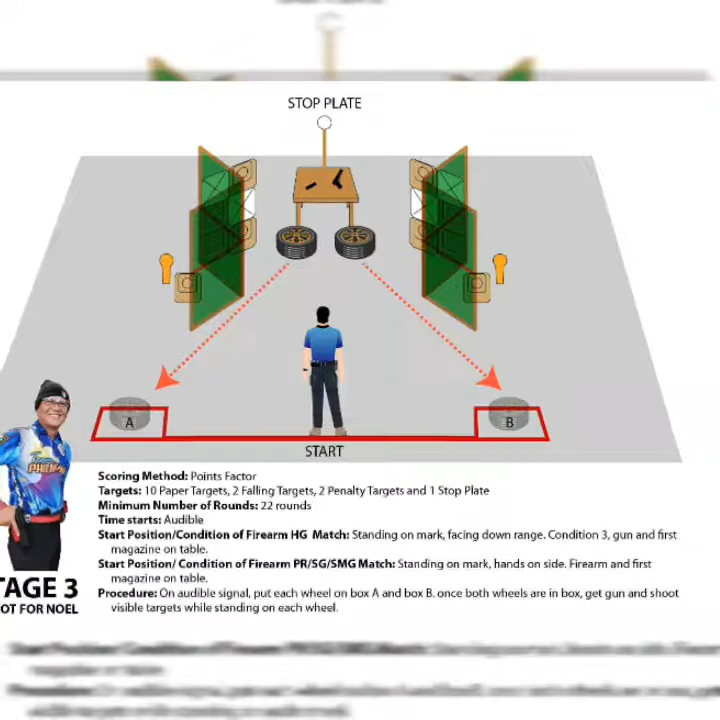 STOP PLATE
A
B
START
Scoring Method: Points Factor
Targets: 10 Paper Targets, 2 Falling Targets, 2 Penalty Targets and 1 Stop Plate
Minimum Number of Rounds: 22 rounds
Time starts: Audible
Start Position/Condition of Firearm HG Match: Standing on mark, facing down range. Condition 3, gun and first
magazine on table.
Start Position/ Condition of Firearm PR/SG/SMG Match: Standing on mark, hands on side. Firearm and first
magazine on table.
Procedure: On audible signal, put each wheel on box A and box B. once both wheels are in box, get gun and shoot
visible targets while standing on each wheel.
TAGE 3
OT FOR NOEL